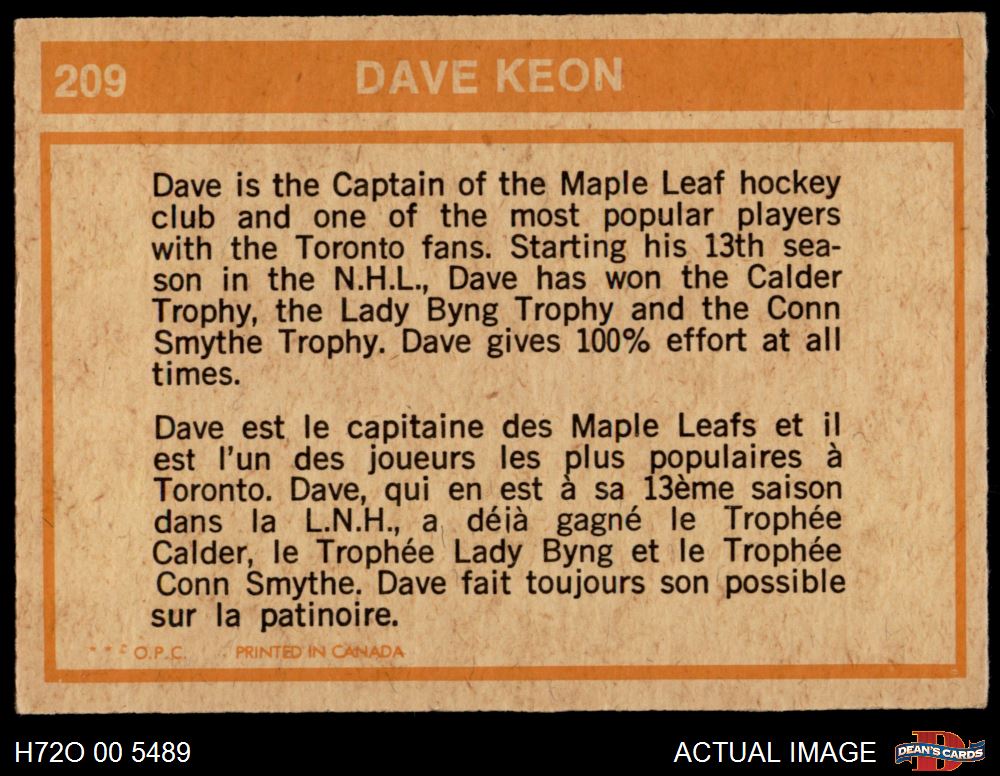 209 DAVE KEON
Dave is the Captain of the Maple Leaf hockey
club and one of the most popular players
with the Toronto fans. Starting his 13th sea-
son in the N.H.L., Dave has won the Calder
Trophy, the Lady Byng Trophy and the Conn
Smythe Trophy. Dave gives 100% effort at all
times.
Dave est le capitaine des Maple Leafs et il
est l'un des joueurs les plus populaires à
Toronto. Dave, qui en est à sa 13ème saison
dans la L.N.H., a déjà gagné le Trophée
Calder, le Trophée Lady Byng et le Trophée
Conn Smythe. Dave fait toujours son possible
sur la patinoire.
* * © O.P.C. PRINTED IN CANADA
H72O 00 5489 ACTUAL IMAGE DEAN'S CARDS